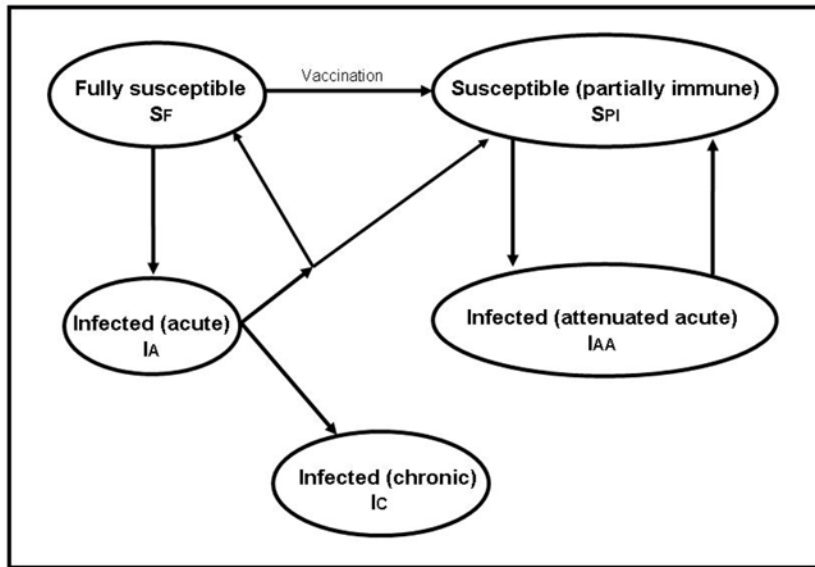 Fully susceptible
SF
Vaccination
Susceptible (partially immune)
SPI
Infected (acute)
IA
Infected (attenuated acute)
IAA
Infected (chronic)
IC